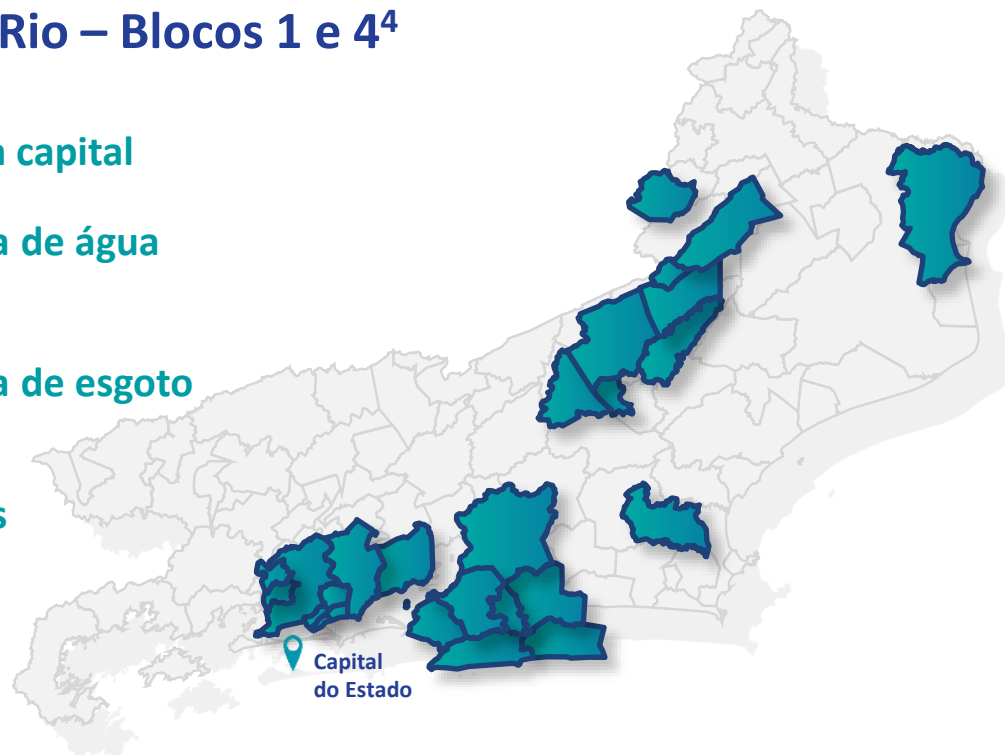 Rio – Blocos 1 e 4⁴
capital
de água
de esgoto
Capital
do Estado